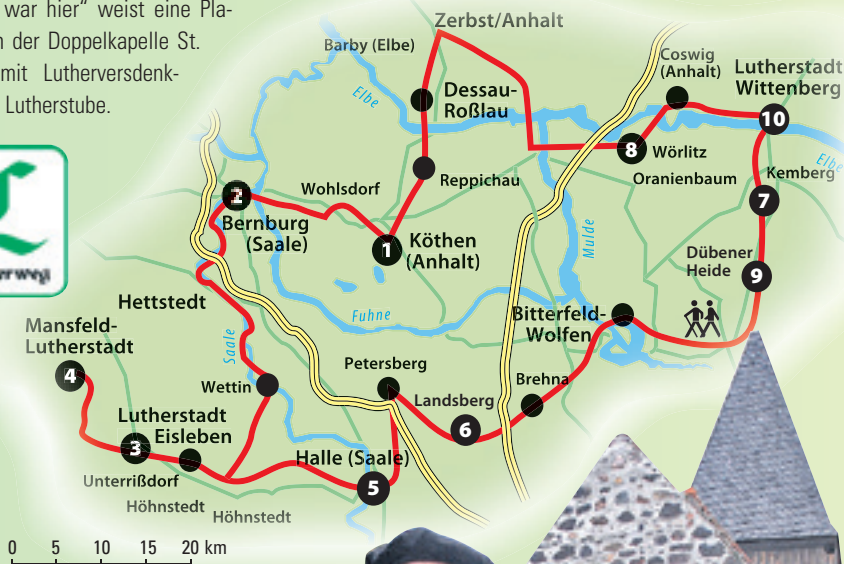 war hier“ weist eine Pla-
n der Doppelkapelle St.
mit Lutherversdenk-
Lutherstube.
Zerbst/Anhalt
Barby (Elbe)
Elbe
Dessau-
Roßlau
Coswig
(Anhalt)
Lutherstadt
Wittenberg
10
8
Wörlitz
Oranienbaum
Elbe
Kemberg
7
Reppichau
Wohlsdorf
2
Bernburg
(Saale)
1
Köthen
(Anhalt)
Mulde
Dübener
Heide
9
Hettstedt
Fuhne
Bitterfeld-
Wolfen
Mansfeld-
Lutherstadt
4
Saale
Wettin
Petersberg
Brehna
Landsberg
6
Lutherstadt
Eisleben
3
Unterrißdorf
Höhnstedt
Höhnstedt
Halle (Saale)
5
0 5 10 15 20 km